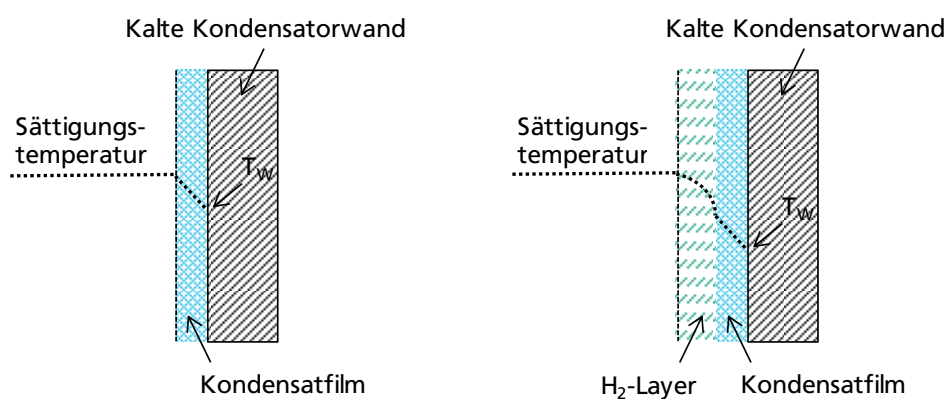 Kalte Kondensatorwand
Sättigungs-
temperatur
T_W
Kondensatfilm
Kalte Kondensatorwand
Sättigungs-
temperatur
T_W
H₂-Layer
Kondensatfilm